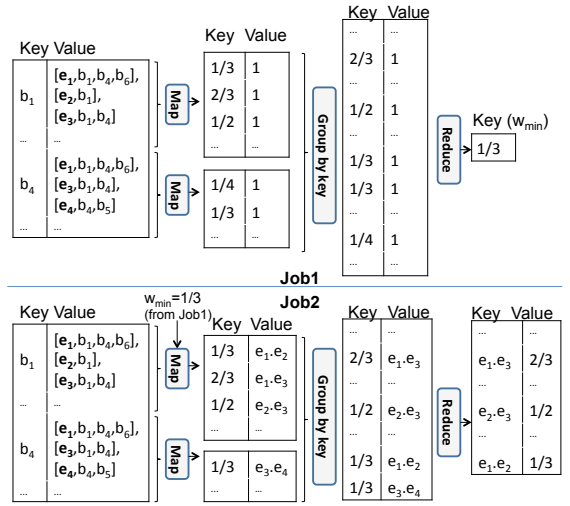 Key Value
b1 [e1,b1,b4,b6],
[e2,b1],
[e3,b1,b4]
... ...
b4 [e1,b1,b4,b6],
[e3,b1,b4],
[e4,b4,b5]
... ...
Map
Map
Key Value
1/3 1
2/3 1
1/2 1
... ...
1/4 1
1/3 1
... ...
Group by key
Key Value
... ...
2/3 1
... ...
1/2 1
... ...
1/3 1
1/3 1
...
1/4 1
... ...
Reduce
Key (wmin)
1/3
Job1
Job2
Key Value
b1 [e1,b1,b4,b6],
[e2,b1],
[e3,b1,b4]
... ...
b4 [e1,b1,b4,b6],
[e3,b1,b4],
[e4,b4,b5]
... ...
wmin=1/3
(from Job1)
Map
Map
Key Value
1/3 e1.e2
2/3 e1.e3
1/2 e2.e3
... ...
1/3 e3.e4
... ...
Group by key
Key Value
... ...
2/3 e1.e3
... ...
1/2 e2.e3
... ...
1/3 e1.e2
1/3 e3.e4
Reduce
Key Value
... ...
e1.e3 2/3
... ...
e2.e3 1/2
... ...
e1.e2 1/3